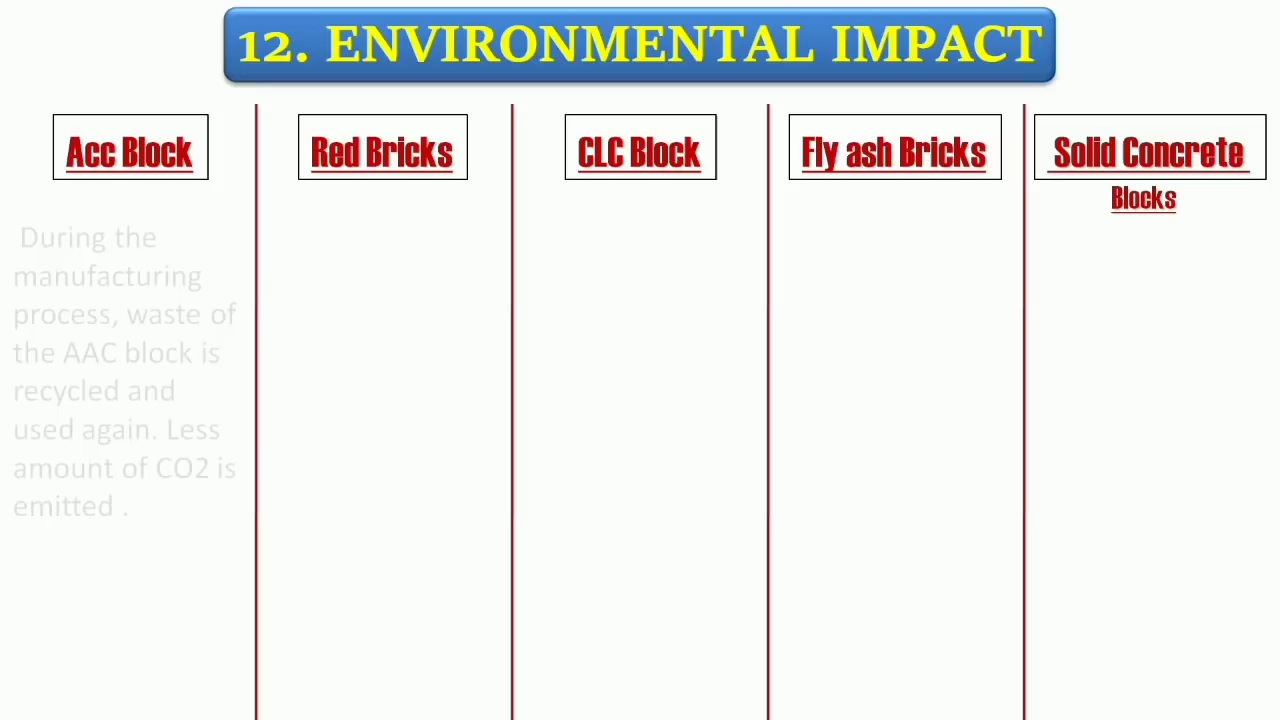 12. ENVIRONMENTAL IMPACT
Acc Block
Red Bricks
CLC Block
Fly ash Bricks
Solid Concrete
Blocks
During the
manufacturing
process, waste of
the AAC block is
recycled and
used again. Less
amount of CO2 is
emitted .